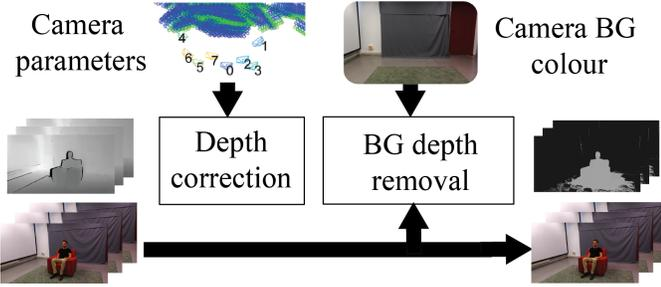 Camera
parameters
4
6
5
7
0
2
3
1
Camera BG
colour
Depth
correction
BG depth
removal